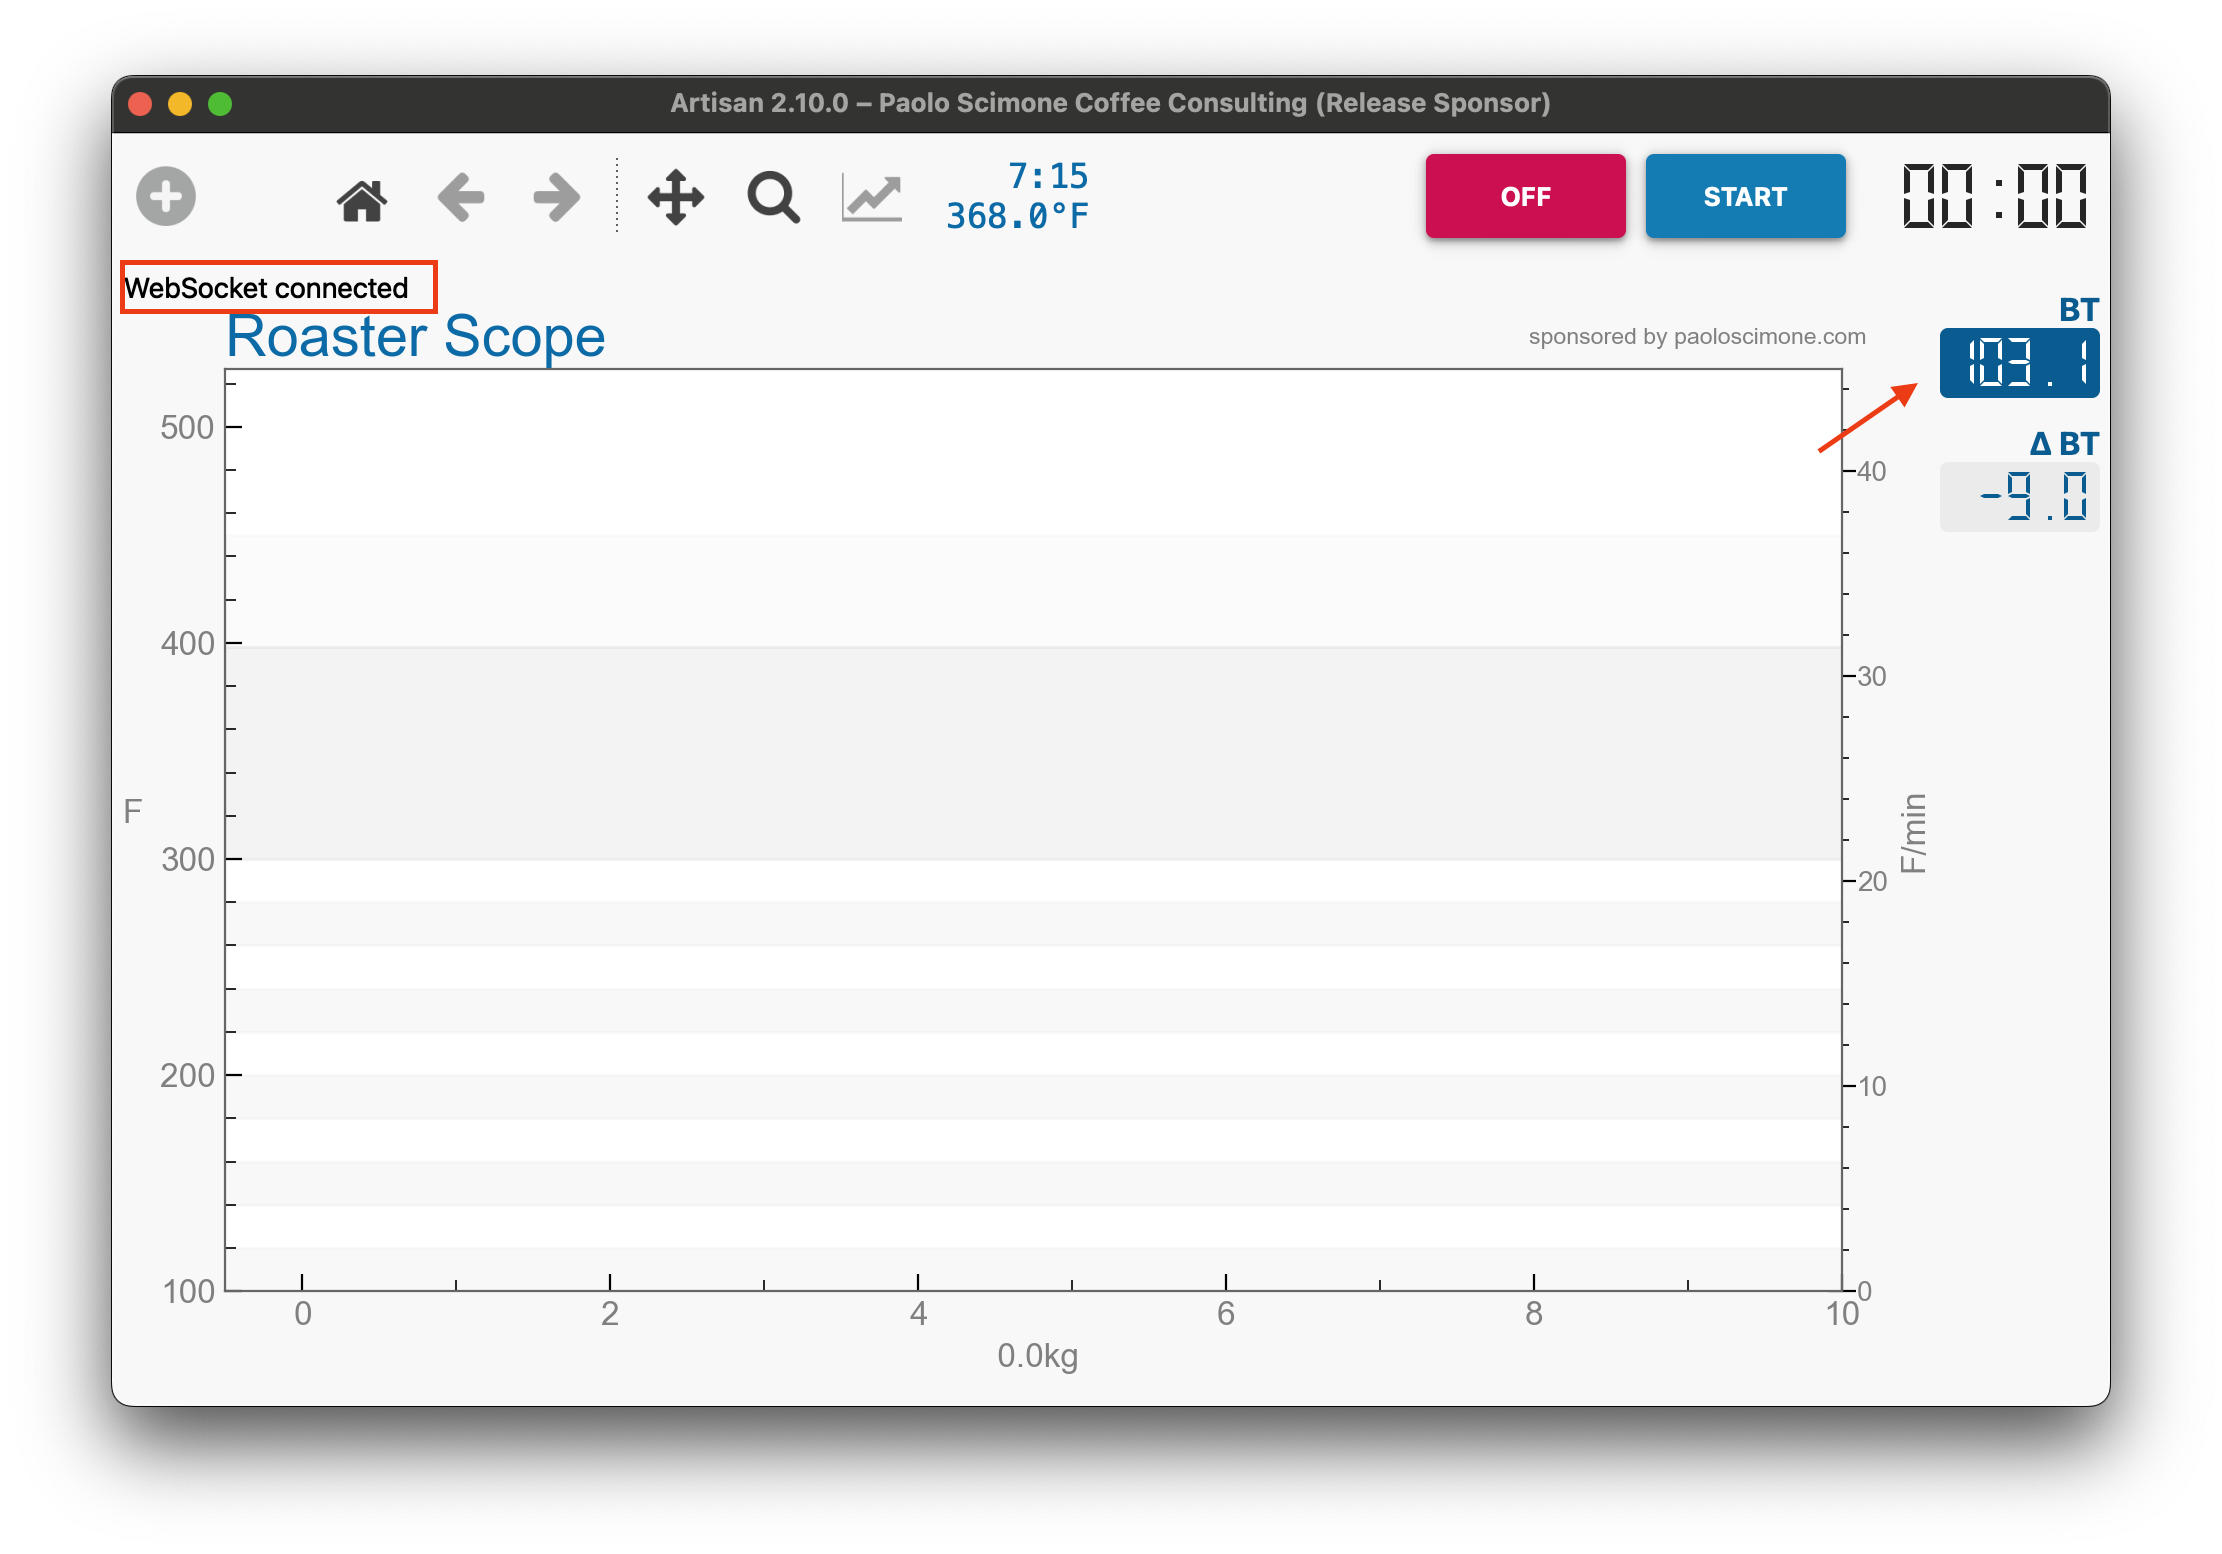 Artisan 2.10.0 – Paolo Scimone Coffee Consulting (Release Sponsor)
7:15
368.0°F
OFF
START
00:00
WebSocket connected
Roaster Scope
sponsored by paoloscimone.com
BT
103.1
Δ BT
-9.0
500
400
300
200
100
F
40
30
20
10
0
F/min
0
2
4
6
8
10
0.0kg